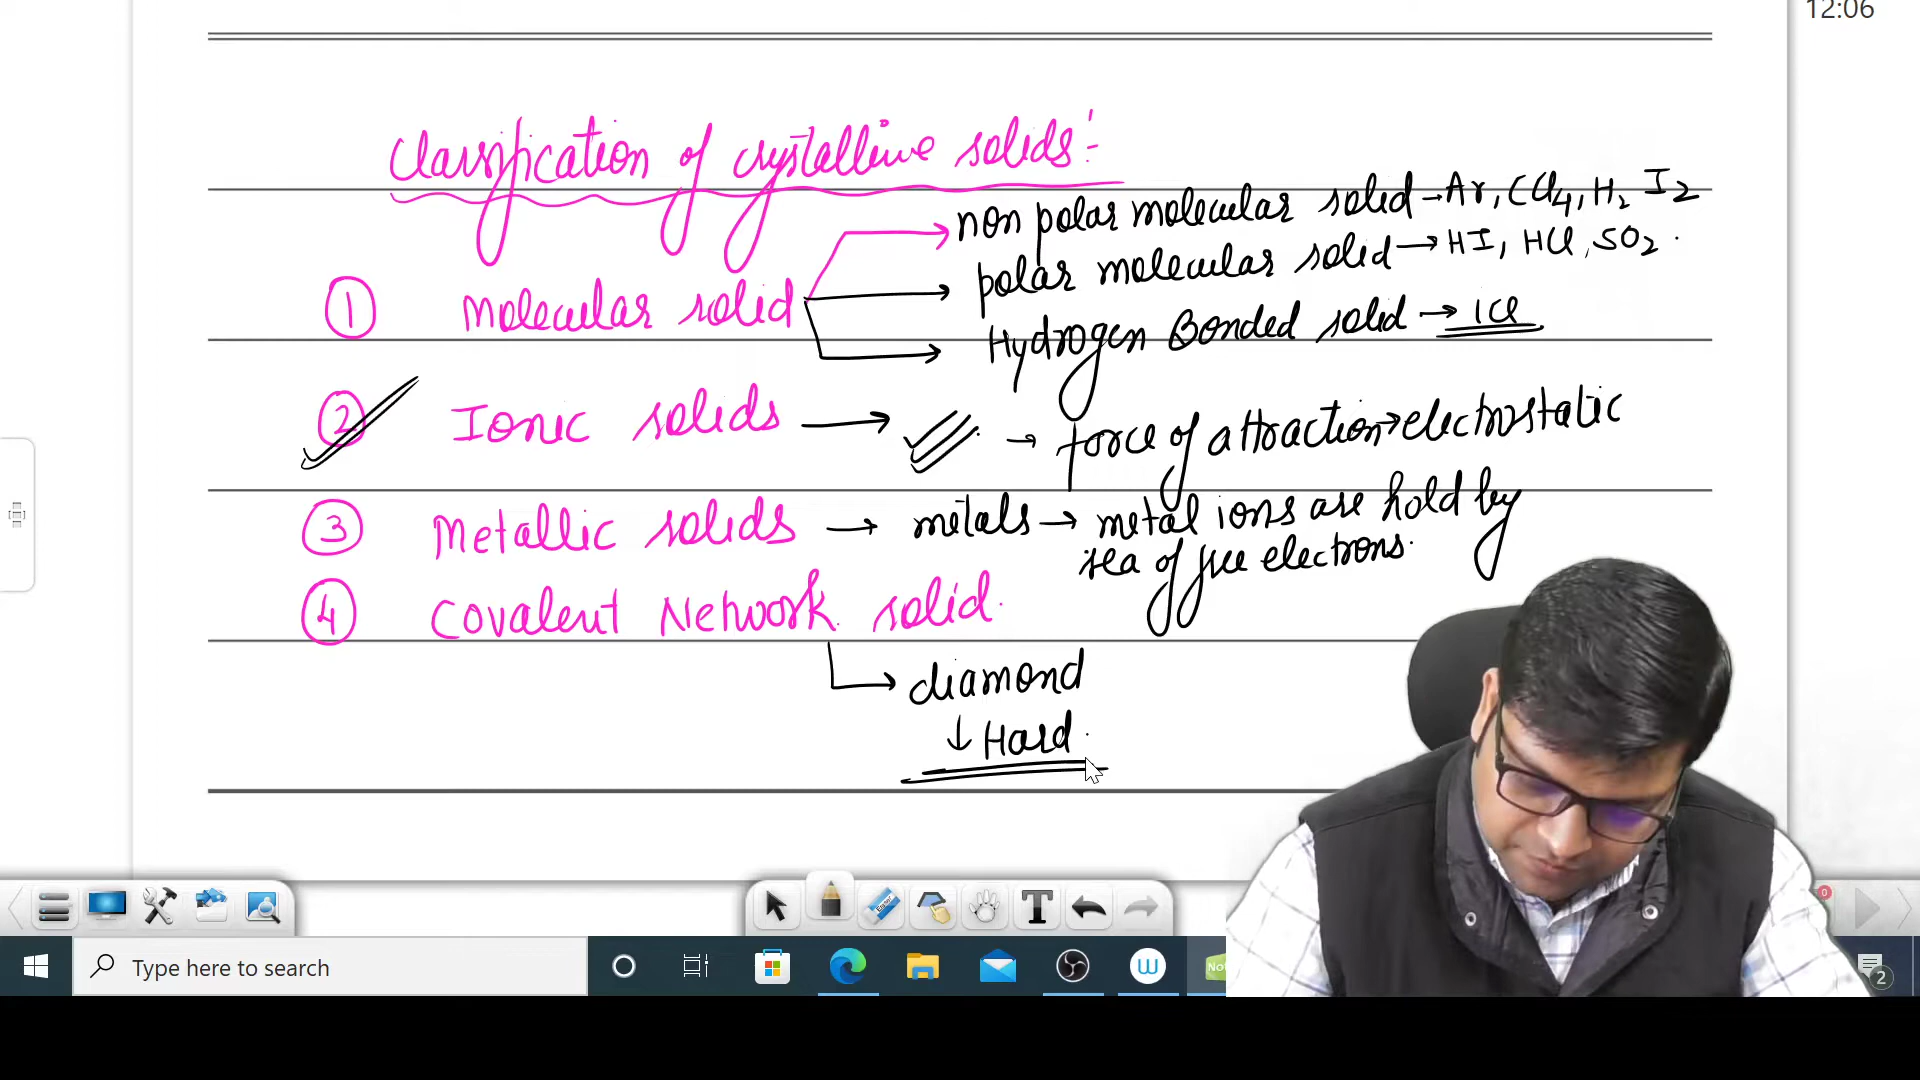 12:06
Classification of crystalline solids:-
non polar molecular solid → Ar, CCl4, H2 I2
polar molecular solid → HI, HCl, SO2.
① Molecular solid
Hydrogen Bonded solid → ice
② Ionic solids → → force of attraction → electrostatic
③ Metallic solids → metals → metal ions are hold by
sea of free electrons.
④ Covalent Network solid.
→ diamond
↓ Hard.
Type here to search
2